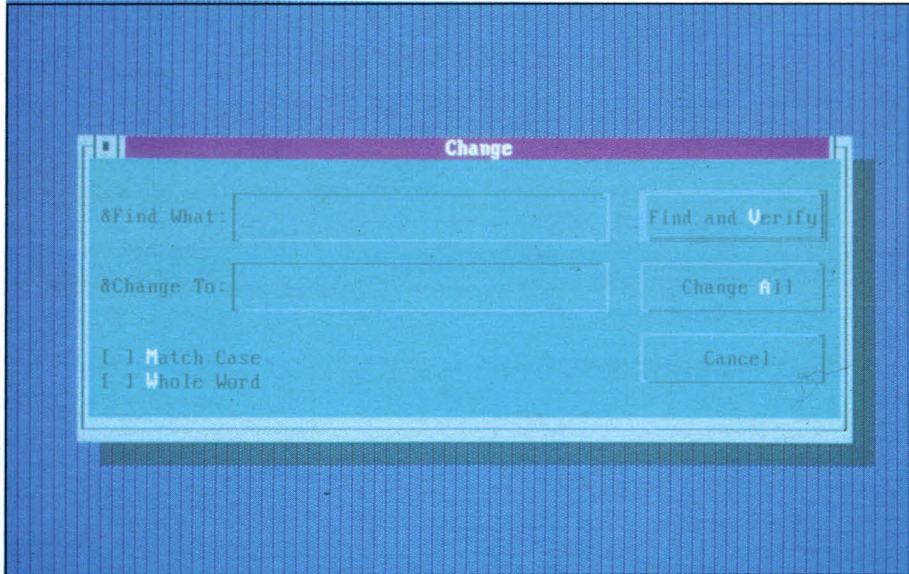 Change
&Find What:
Find and Verify
&Change To:
Change All
[ ] Match Case
Cancel
[ ] Whole Word